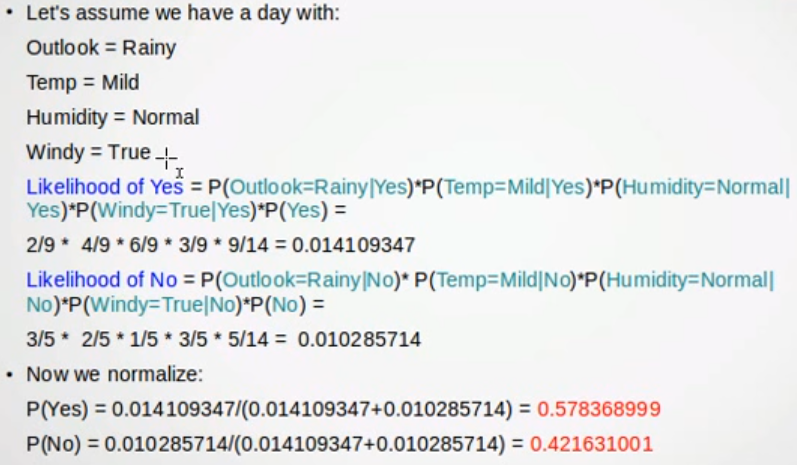 • Let's assume we have a day with:
Outlook = Rainy
Temp = Mild
Humidity = Normal
Windy = True
Likelihood of Yes = P(Outlook=Rainy|Yes)*P(Temp=Mild|Yes)*P(Humidity=Normal|
Yes)*P(Windy=True|Yes)*P(Yes) =
2/9 * 4/9 * 6/9 * 3/9 * 9/14 = 0.014109347
Likelihood of No = P(Outlook=Rainy|No)* P(Temp=Mild|No)*P(Humidity=Normal|
No)*P(Windy=True|No)*P(No) =
3/5 * 2/5 * 1/5 * 3/5 * 5/14 = 0.010285714
• Now we normalize:
P(Yes) = 0.014109347/(0.014109347+0.010285714) = 0.578368999
P(No) = 0.010285714/(0.014109347+0.010285714) = 0.421631001